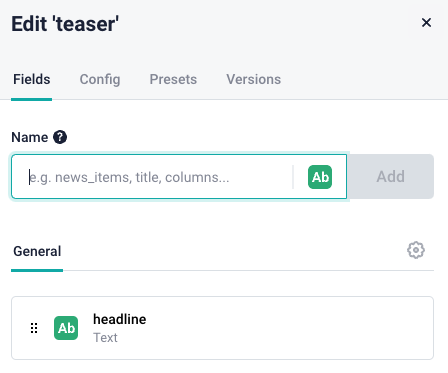 Edit 'teaser'
Fields Config Presets Versions
Name ?
e.g. news_items, title, columns... Ab Add
General
Ab headline
Text